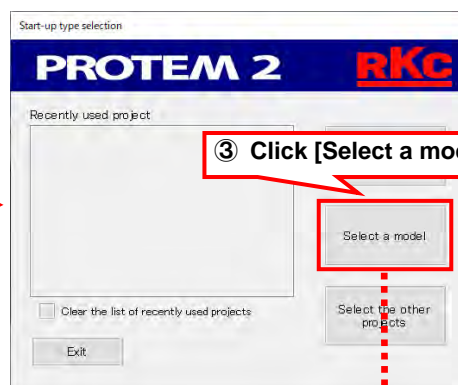 Start-up type selection
PROTEM 2
RKC
Recently used project
③ Click [Select a mo
Select a model
Clear the list of recently used projects
Select the other
projects
Exit